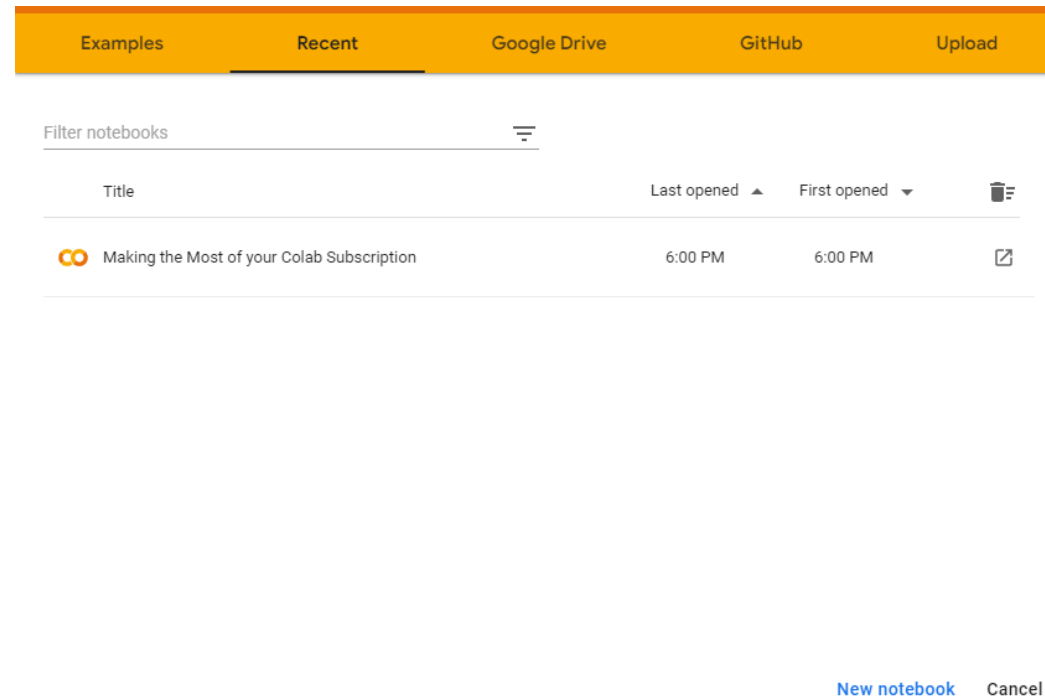 Examples Recent Google Drive GitHub Upload
Filter notebooks
Title Last opened First opened
Making the Most of your Colab Subscription 6:00 PM 6:00 PM
New notebook Cancel